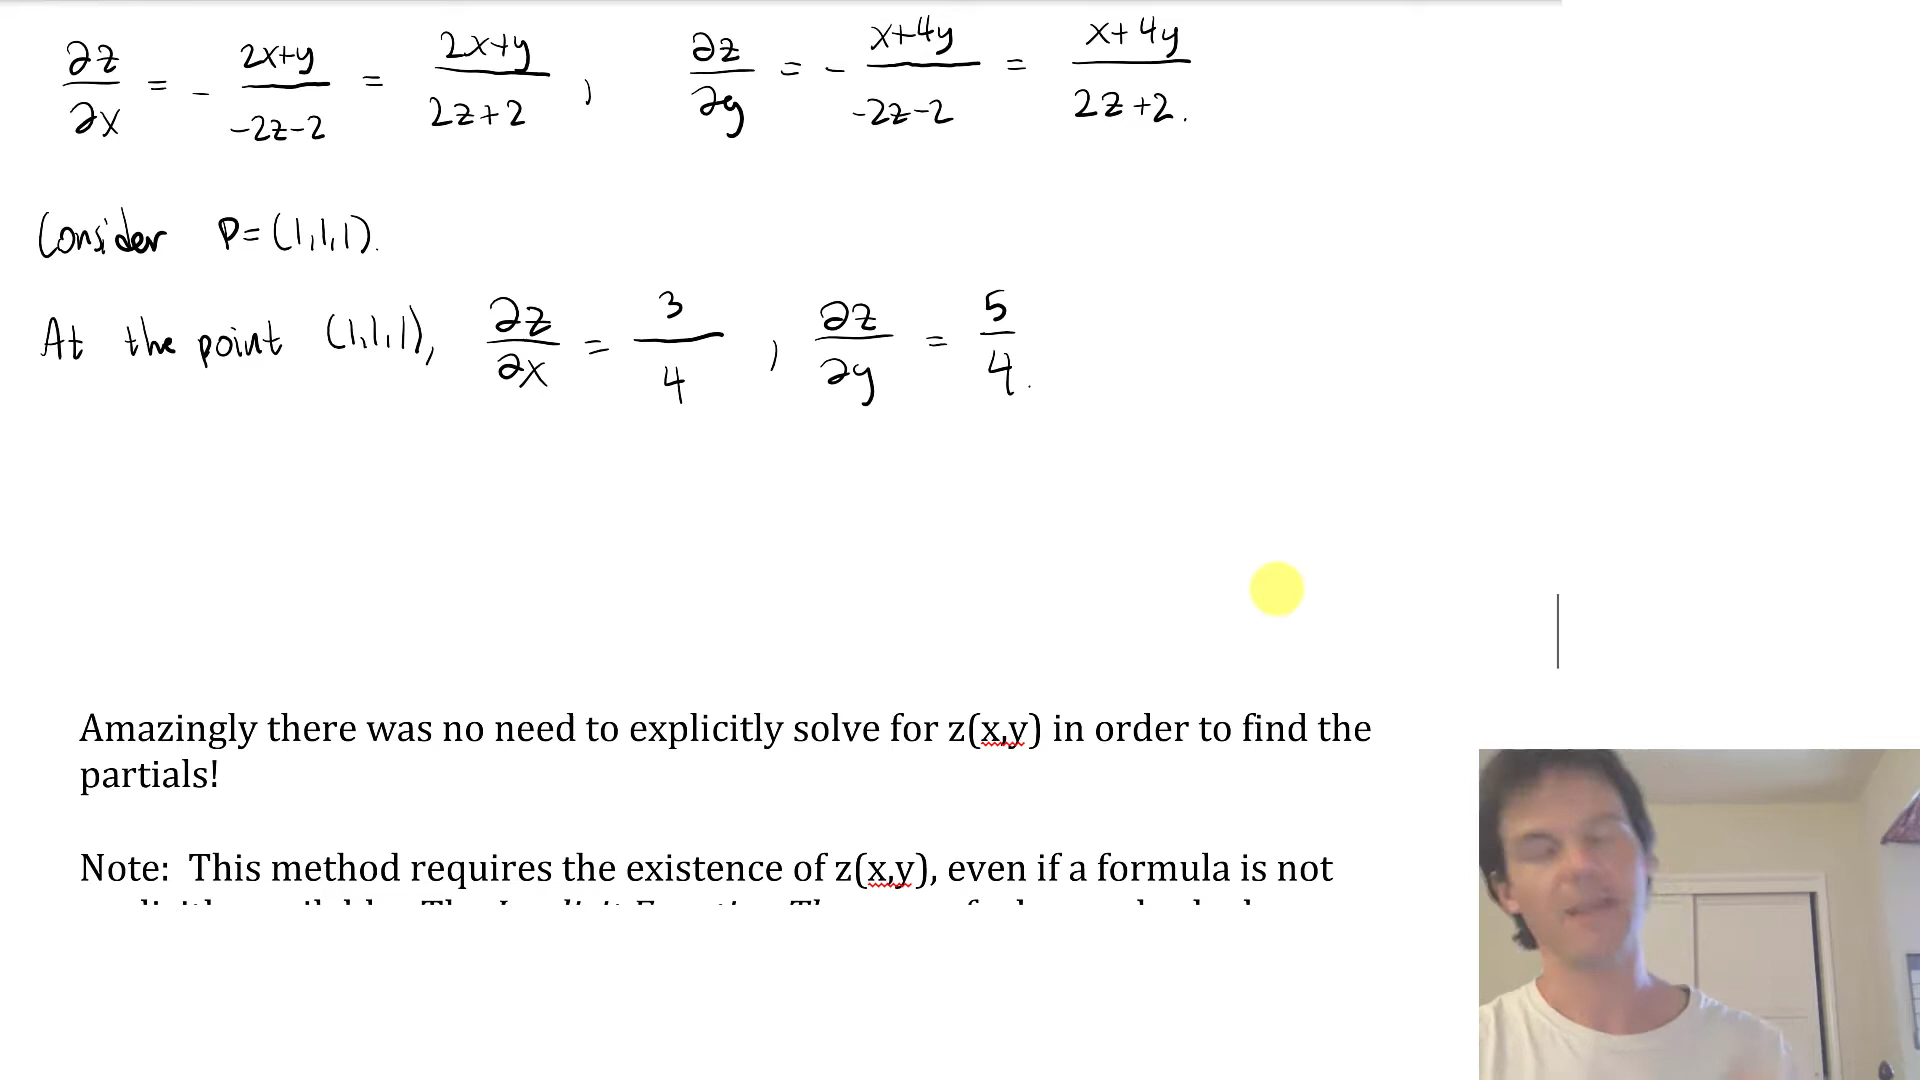 ∂z/∂x = - (2x+y)/(-2z-2) = (2x+y)/(2z+2) , ∂z/∂y = - (x+4y)/(-2z-2) = (x+4y)/(2z+2).
Consider P=(1,1,1).
At the point (1,1,1), ∂z/∂x = 3/4 , ∂z/∂y = 5/4.
Amazingly there was no need to explicitly solve for z(x,y) in order to find the
partials!
Note: This method requires the existence of z(x,y), even if a formula is not